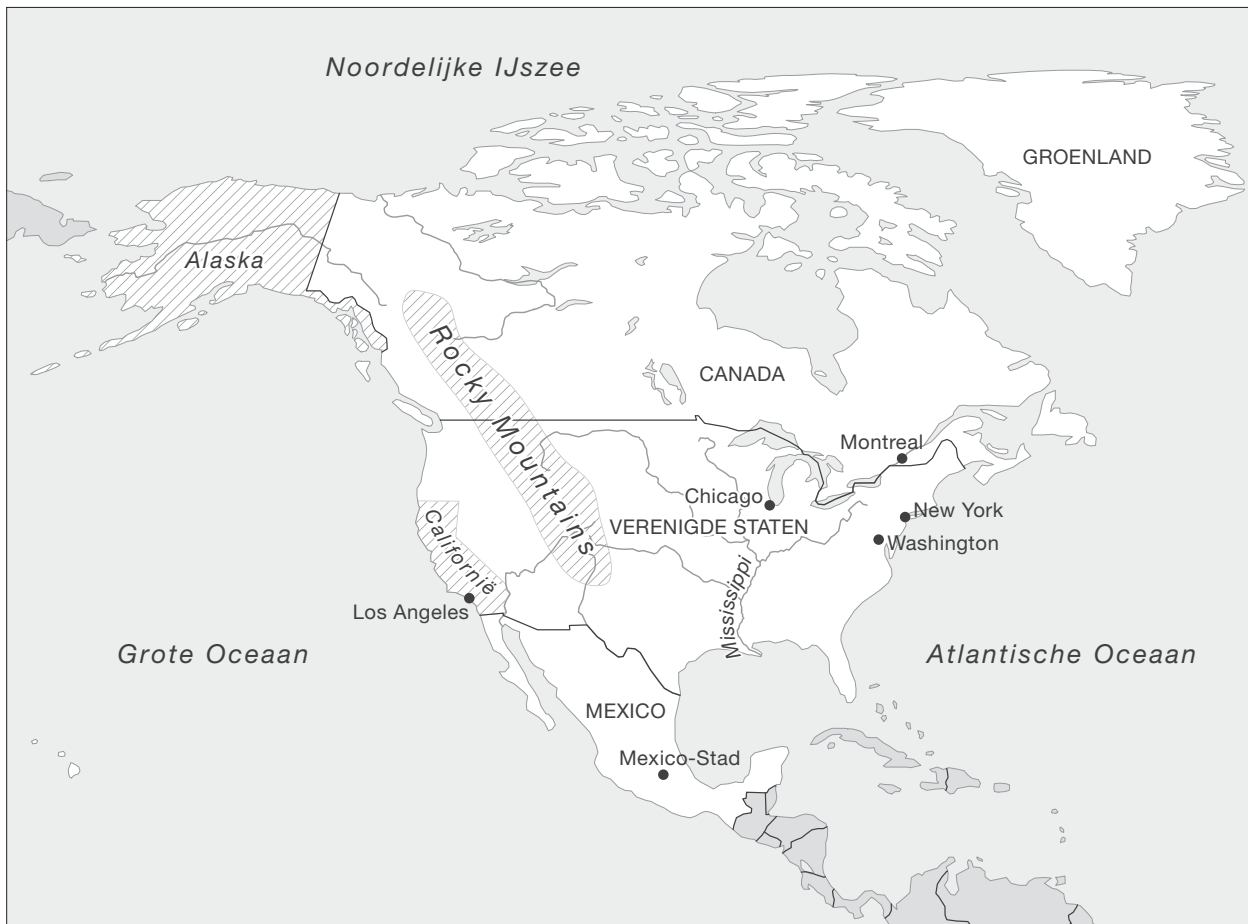 Noordelijke IJszee
GROENLAND
Alaska
Rocky Mountains
CANADA
Montreal
Chicago
New York
VERENIGDE STATEN
Washington
Californië
Mississippi
Los Angeles
Grote Oceaan
Atlantische Oceaan
MEXICO
Mexico-Stad